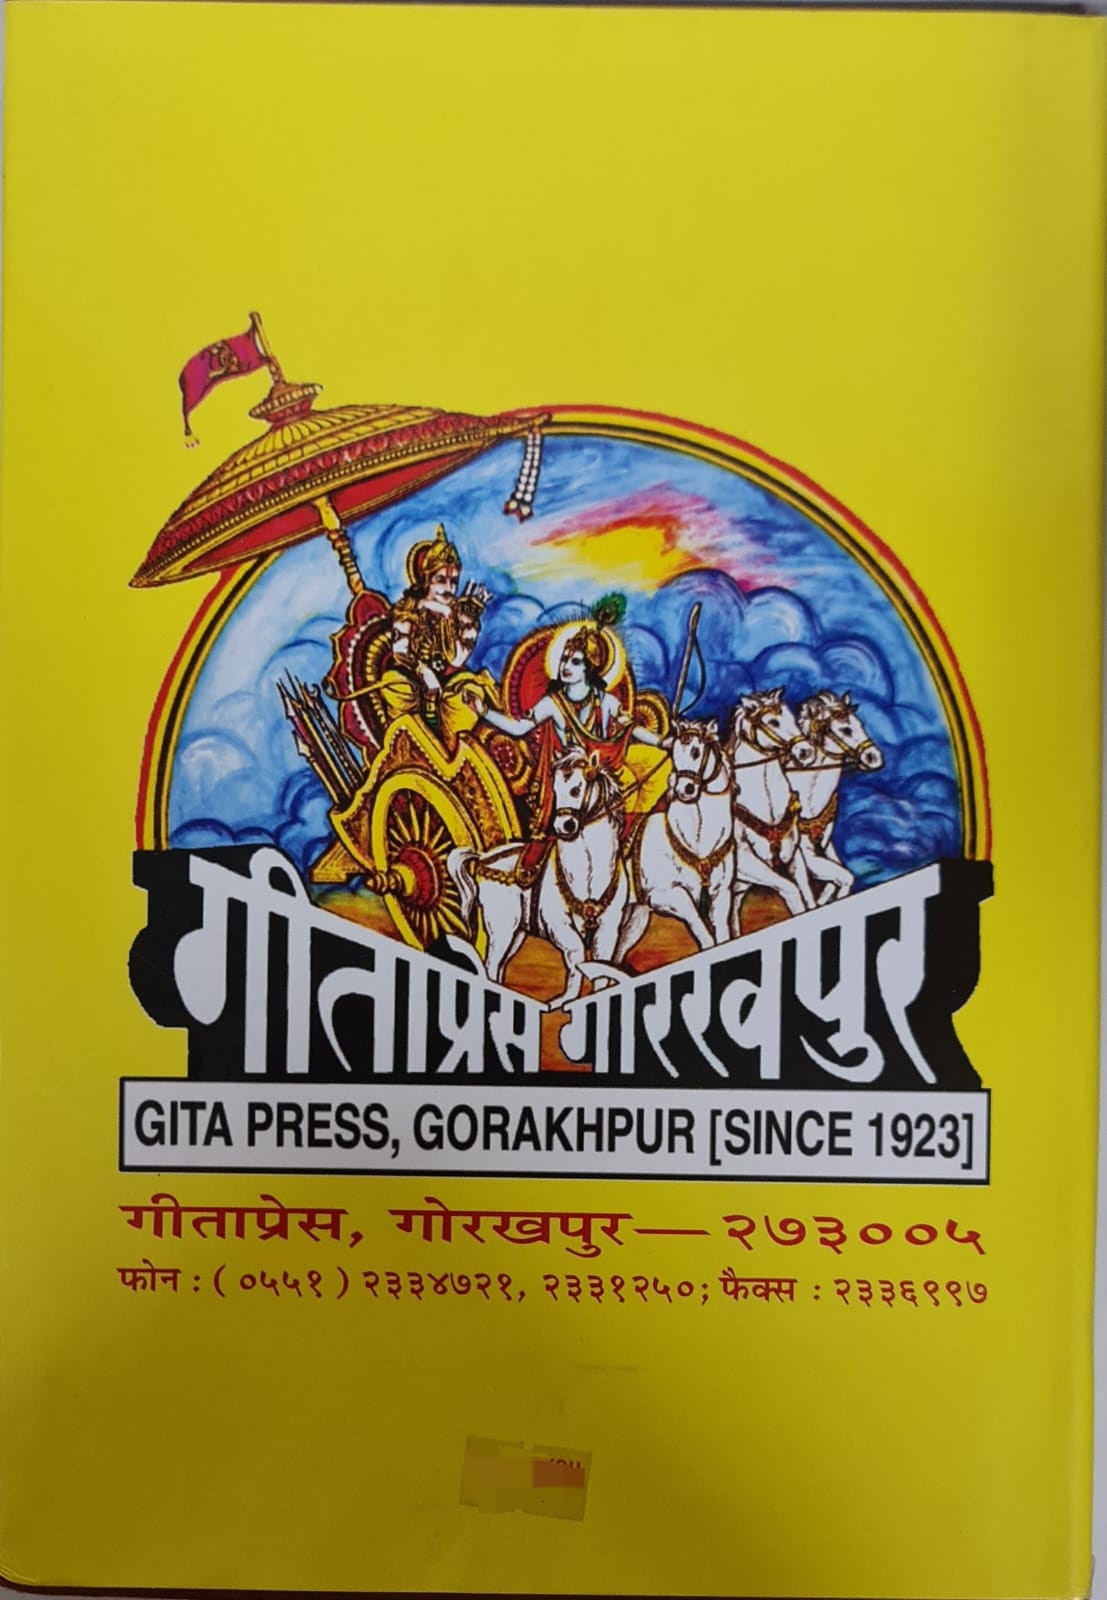 गीताप्रेस गोरखपुर
GITA PRESS, GORAKHPUR [SINCE 1923]
गीताप्रेस, गोरखपुर—२७३००५
फोन : ( ०५५१ ) २३३४७२१, २३३१२५०; फैक्स : २३३६९९७